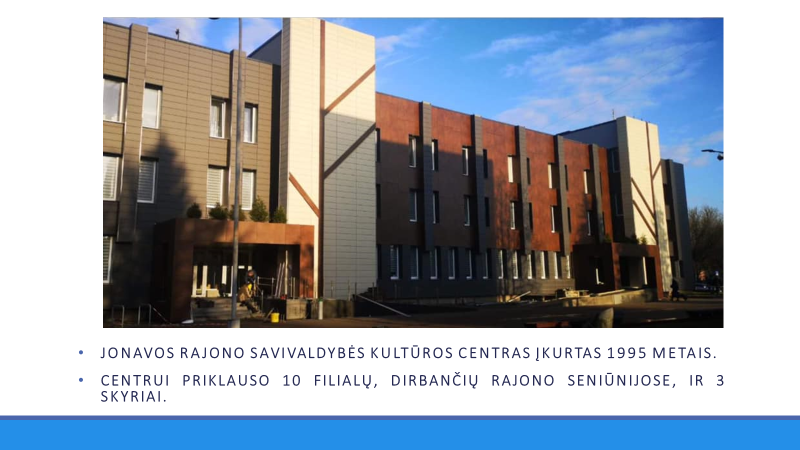 • JONAVOS RAJONO SAVIVALDYBĖS KULTŪROS CENTRAS ĮKURTAS 1995 METAIS.
• CENTRUI PRIKLAUSO 10 FILIALŲ, DIRBANČIŲ RAJONO SENIŪNIJOSE, IR 3
SKYRIAI.